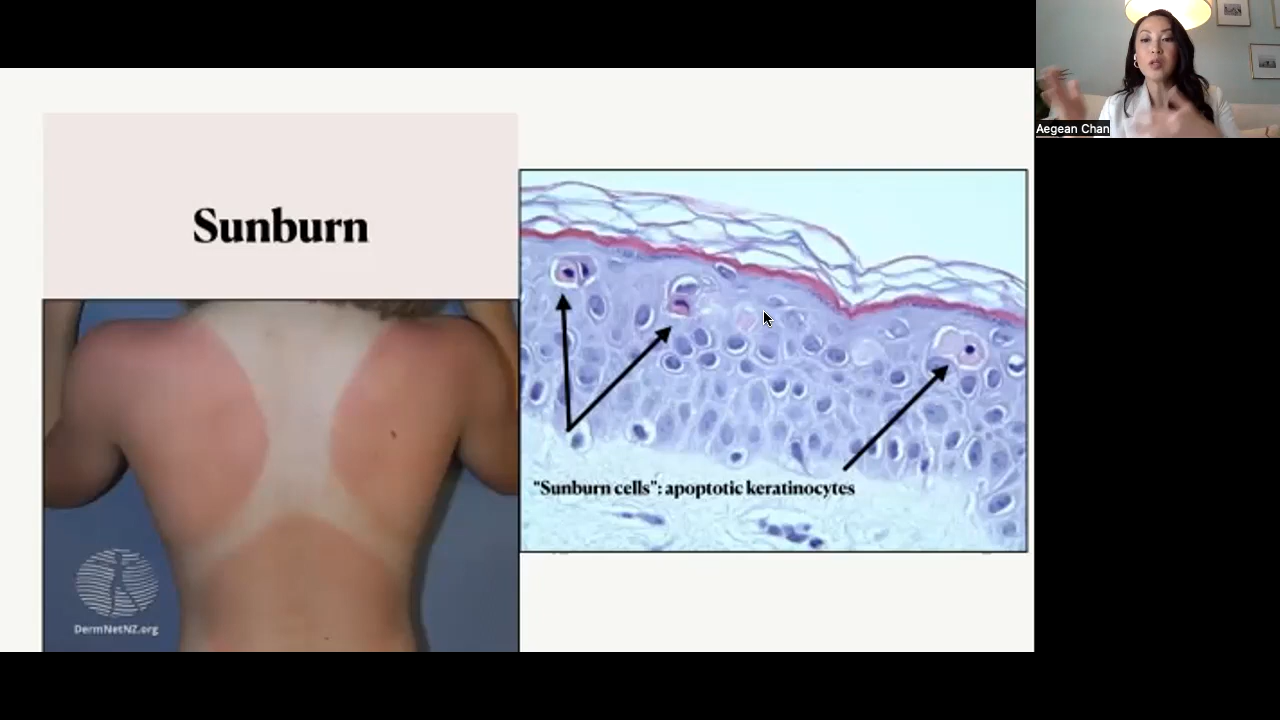 Aegean Chan
Sunburn
"Sunburn cells": apoptotic keratinocytes
DermNetNZ.org